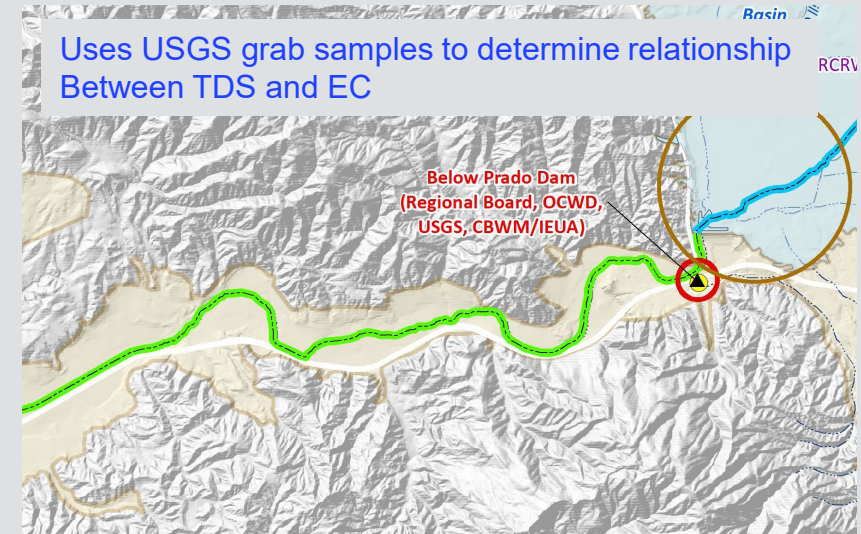 Basin
Uses USGS grab samples to determine relationship
Between TDS and EC
Below Prado Dam
(Regional Board, OCWD,
USGS, CBWM/IEUA)